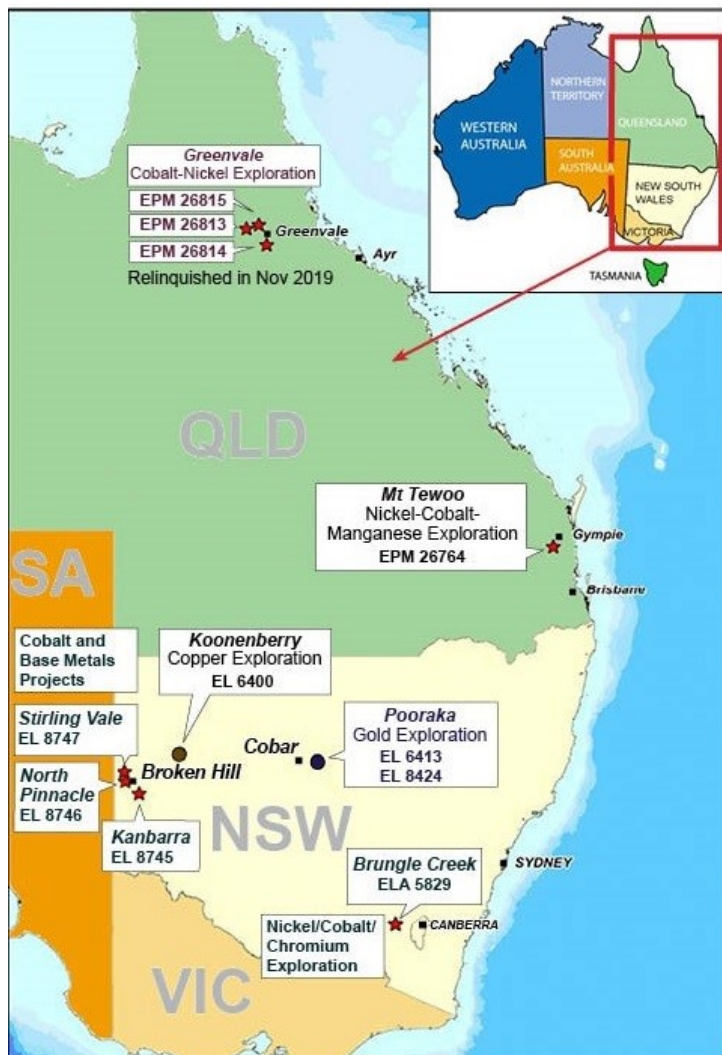 NORTHERN
TERRITORY
QUEENSLAND
WESTERN
AUSTRALIA
SOUTH
AUSTRALIA
NEW SOUTH
WALES
VICTORIA
TASMANIA
Greenvale
Cobalt-Nickel Exploration
EPM 26815
EPM 26813
EPM 26814
Greenvale
Ayr
Relinquished in Nov 2019
QLD
Mt Tewoo
Nickel-Cobalt-
Manganese Exploration
EPM 26764
Gympie
Brisbane
SA
Cobalt and
Base Metals
Projects
Koonenberry
Copper Exploration
EL 6400
Stirling Vale
EL 8747
Cobar
Pooraka
Gold Exploration
EL 6413
EL 8424
North
Pinnacle
EL 8746
Broken Hill
Kanbarra
EL 8745
NSW
Brungle Creek
ELA 5829
SYDNEY
Nickel/Cobalt/
Chromium
Exploration
CANBERRA
VIC